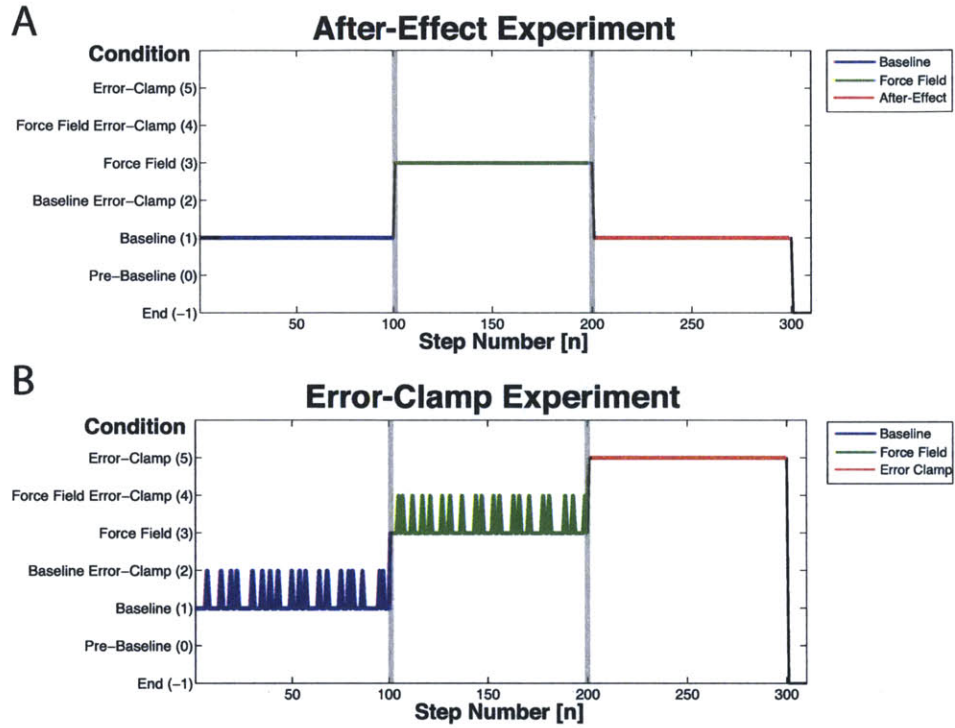 A
After-Effect Experiment
Condition
Error-Clamp (5)
Force Field Error-Clamp (4)
Force Field (3)
Baseline Error-Clamp (2)
Baseline (1)
Pre-Baseline (0)
End (-1)
50 100 150 200 250 300
Step Number [n]
Baseline
Force Field
After-Effect
B
Error-Clamp Experiment
Condition
Error-Clamp (5)
Force Field Error-Clamp (4)
Force Field (3)
Baseline Error-Clamp (2)
Baseline (1)
Pre-Baseline (0)
End (-1)
50 100 150 200 250 300
Step Number [n]
Baseline
Force Field
Error Clamp